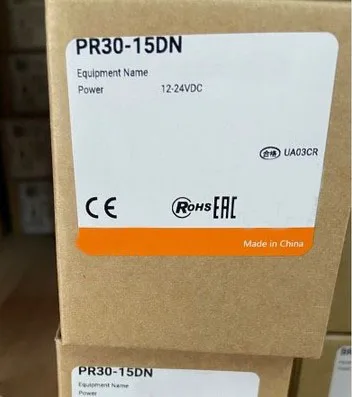 PR30-15DN
Equipment Name
Power 12-24VDC
合格 UA03CR
CE RoHS EAC
Made in China
PR30-15DN
Equipment Name
Power